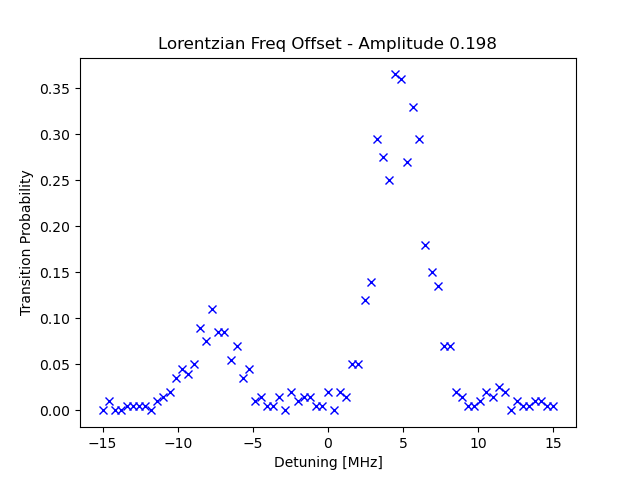 Lorentzian Freq Offset - Amplitude 0.198
Transition Probability
0.35
0.30
0.25
0.20
0.15
0.10
0.05
0.00
−15 −10 −5 0 5 10 15
Detuning [MHz]